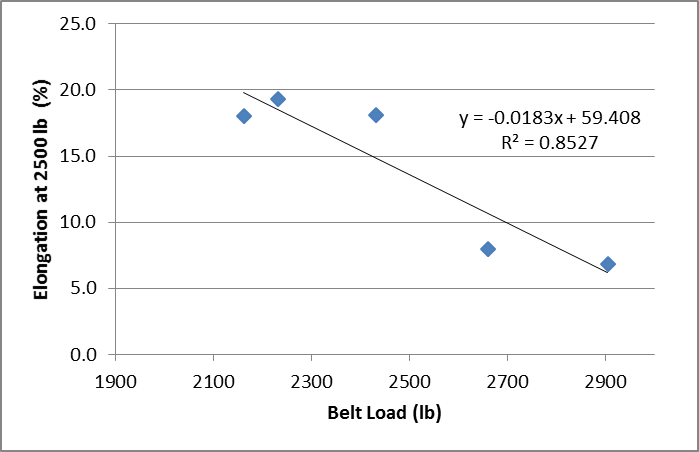 25.0
20.0
15.0
10.0
5.0
0.0
Elongation at 2500 lb (%)
y = -0.0183x + 59.408
R² = 0.8527
1900 2100 2300 2500 2700 2900
Belt Load (lb)